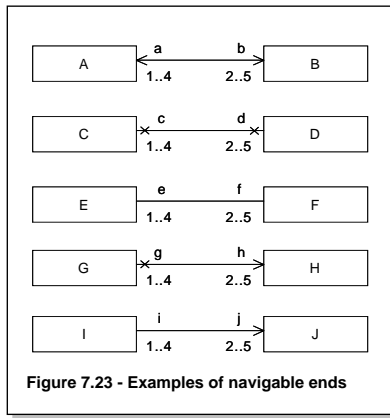 a b
A B
1..4 2..5
c d
C D
1..4 2..5
e f
E F
1..4 2..5
g h
G H
1..4 2..5
i j
I J
1..4 2..5
Figure 7.23 - Examples of navigable ends